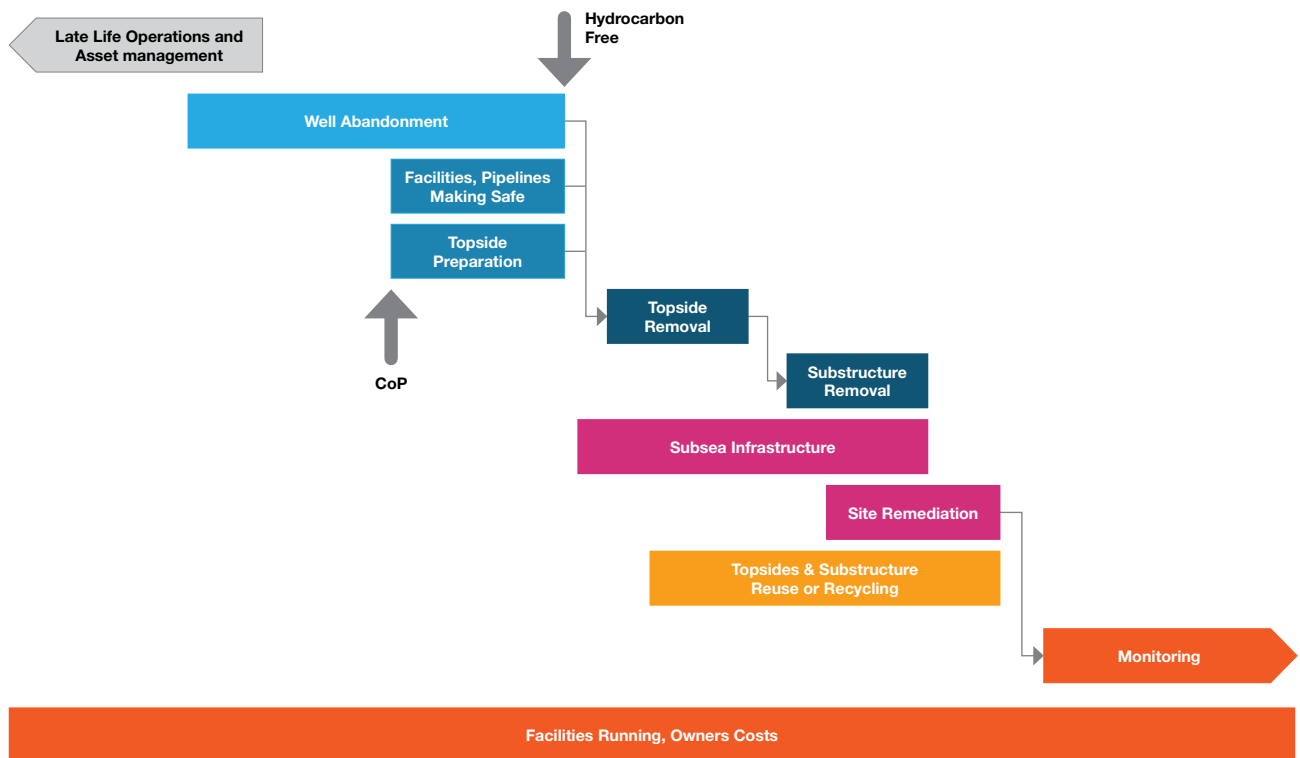 Late Life Operations and
Asset management
Hydrocarbon
Free
Well Abandonment
Facilities, Pipelines
Making Safe
Topside
Preparation
CoP
Topside
Removal
Substructure
Removal
Subsea Infrastructure
Site Remediation
Topsides & Substructure
Reuse or Recycling
Monitoring
Facilities Running, Owners Costs